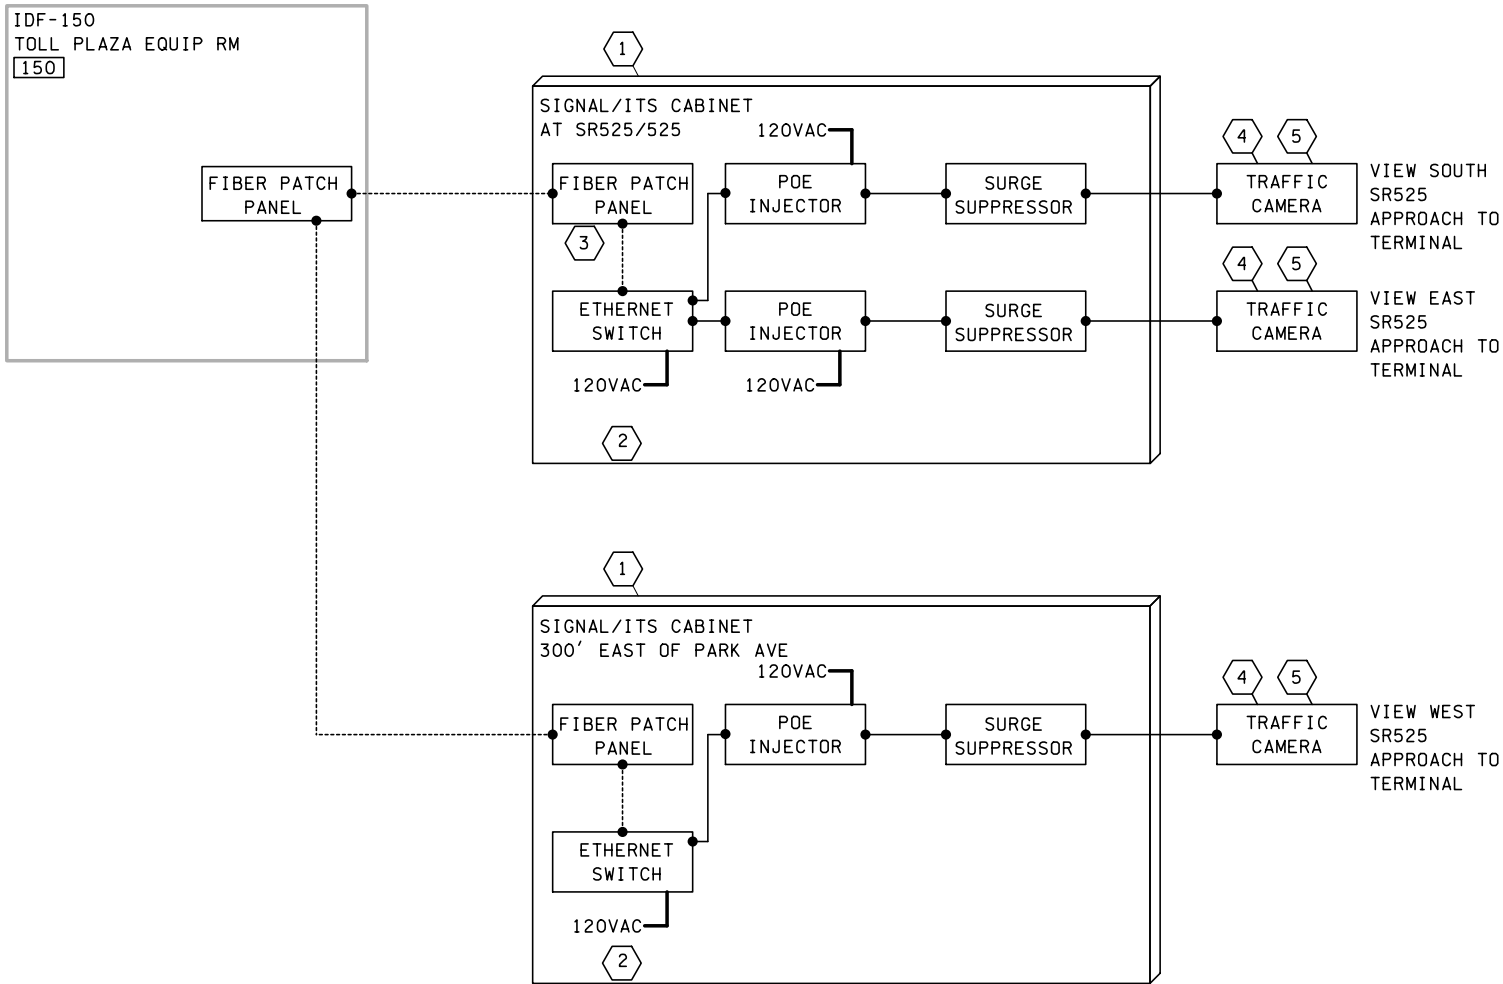 IDF-150
TOLL PLAZA EQUIP RM
150
FIBER PATCH
PANEL
1
SIGNAL/ITS CABINET
AT SR525/525
120VAC
FIBER PATCH
PANEL
POE
INJECTOR
SURGE
SUPPRESSOR
4
5
TRAFFIC
CAMERA
VIEW SOUTH
SR525
APPROACH TO
TERMINAL
3
ETHERNET
SWITCH
POE
INJECTOR
SURGE
SUPPRESSOR
4
5
TRAFFIC
CAMERA
VIEW EAST
SR525
APPROACH TO
TERMINAL
120VAC
120VAC
2
1
SIGNAL/ITS CABINET
300' EAST OF PARK AVE
120VAC
FIBER PATCH
PANEL
POE
INJECTOR
SURGE
SUPPRESSOR
4
5
TRAFFIC
CAMERA
VIEW WEST
SR525
APPROACH TO
TERMINAL
ETHERNET
SWITCH
120VAC
2